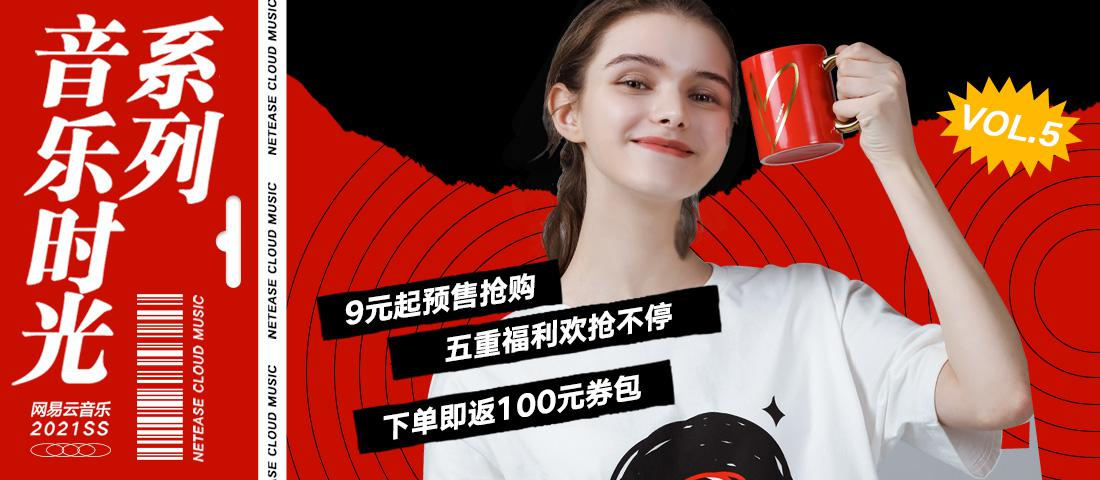 音乐时光
系列
网易云音乐
2021SS
NETEASE CLOUD MUSIC
NETEASE CLOUD MUSIC
NETEASE CLOUD MUSIC
SE CLOUD MUSIC
VOL.5
9元起预售抢购
五重福利欢抢不停
下单即返100元券包